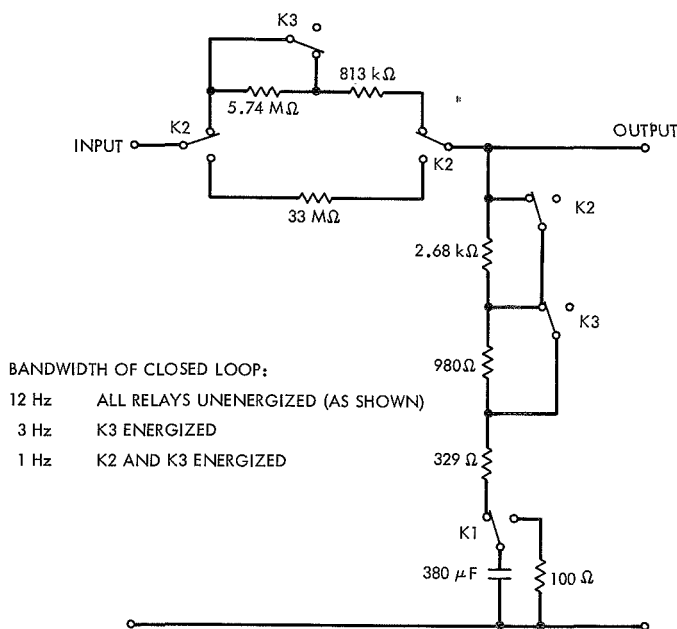 K3
813 kΩ
5.74 MΩ
K2
INPUT
OUTPUT
K2
33 MΩ
K2
2.68 kΩ
K3
980Ω
BANDWIDTH OF CLOSED LOOP:
12 Hz ALL RELAYS UNENERGIZED (AS SHOWN)
3 Hz K3 ENERGIZED
1 Hz K2 AND K3 ENERGIZED
329 Ω
K1
380 μF
100 Ω